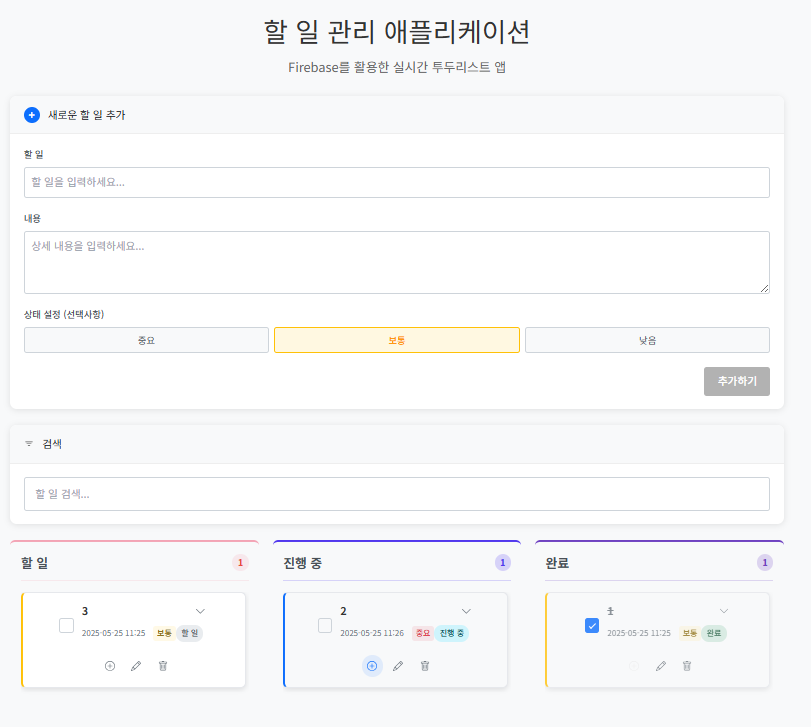 할 일 관리 애플리케이션
Firebase를 활용한 실시간 투두리스트 앱
새로운 할 일 추가
할 일
할 일을 입력하세요...
내용
상세 내용을 입력하세요...
상태 설정 (선택사항)
중요 보통 낮음
추가하기
검색
할 일 검색...
할 일 1
3
2025-05-25 11:25 보통 할 일
진행 중 1
2
2025-05-25 11:26 중요 진행 중
완료 1
1
2025-05-25 11:25 보통 완료